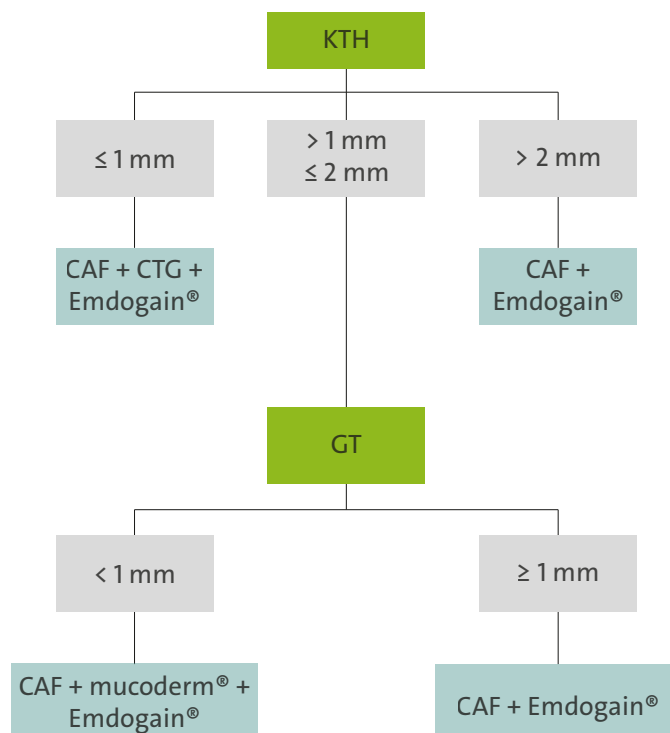 KTH
≤ 1 mm
> 1 mm
≤ 2 mm
> 2 mm
CAF + CTG +
Emdogain®
CAF +
Emdogain®
GT
< 1 mm
≥ 1 mm
CAF + mucoderm® +
Emdogain®
CAF + Emdogain®